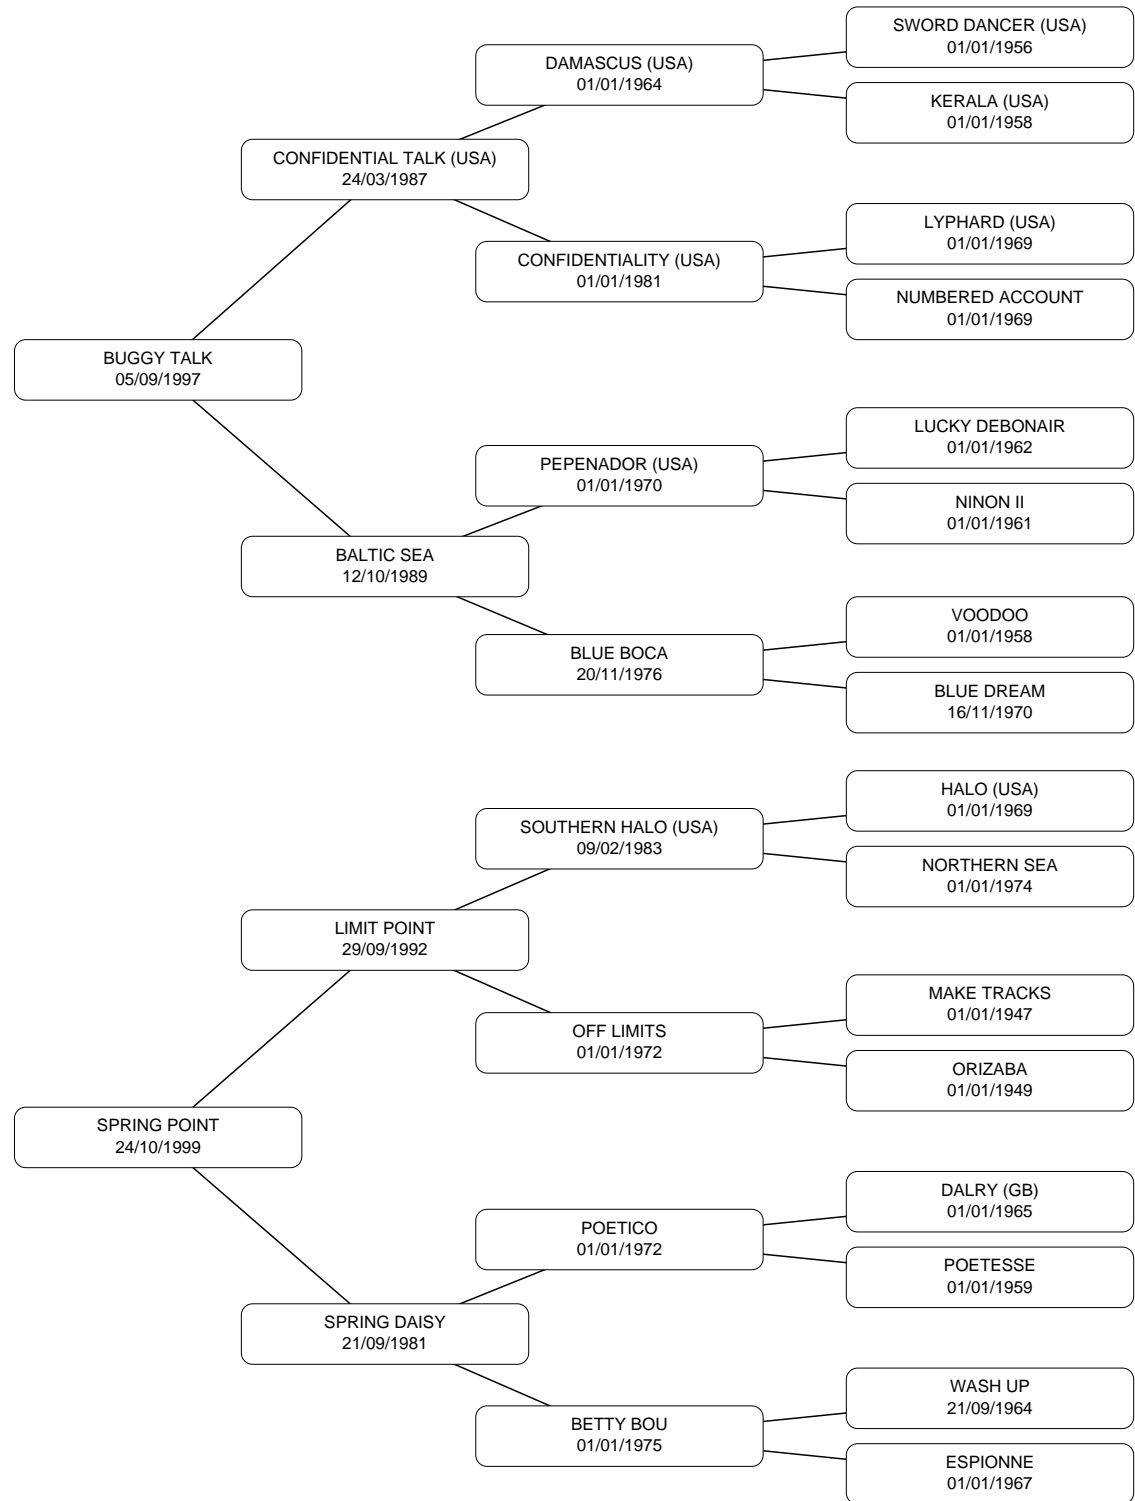 SWORD DANCER (USA)
01/01/1956
DAMASCUS (USA)
01/01/1964
KERALA (USA)
01/01/1958
CONFIDENTIAL TALK (USA)
24/03/1987
LYPHARD (USA)
01/01/1969
CONFIDENTIALITY (USA)
01/01/1981
NUMBERED ACCOUNT
01/01/1969
BUGGY TALK
05/09/1997
LUCKY DEBONAIR
01/01/1962
PEPENADOR (USA)
01/01/1970
NINON II
01/01/1961
BALTIC SEA
12/10/1989
VOODOO
01/01/1958
BLUE BOCA
20/11/1976
BLUE DREAM
16/11/1970
HALO (USA)
01/01/1969
SOUTHERN HALO (USA)
09/02/1983
NORTHERN SEA
01/01/1974
LIMIT POINT
29/09/1992
MAKE TRACKS
01/01/1947
OFF LIMITS
01/01/1972
ORIZABA
01/01/1949
SPRING POINT
24/10/1999
DALRY (GB)
01/01/1965
POETICO
01/01/1972
POETESSE
01/01/1959
SPRING DAISY
21/09/1981
WASH UP
21/09/1964
BETTY BOU
01/01/1975
ESPIONNE
01/01/1967